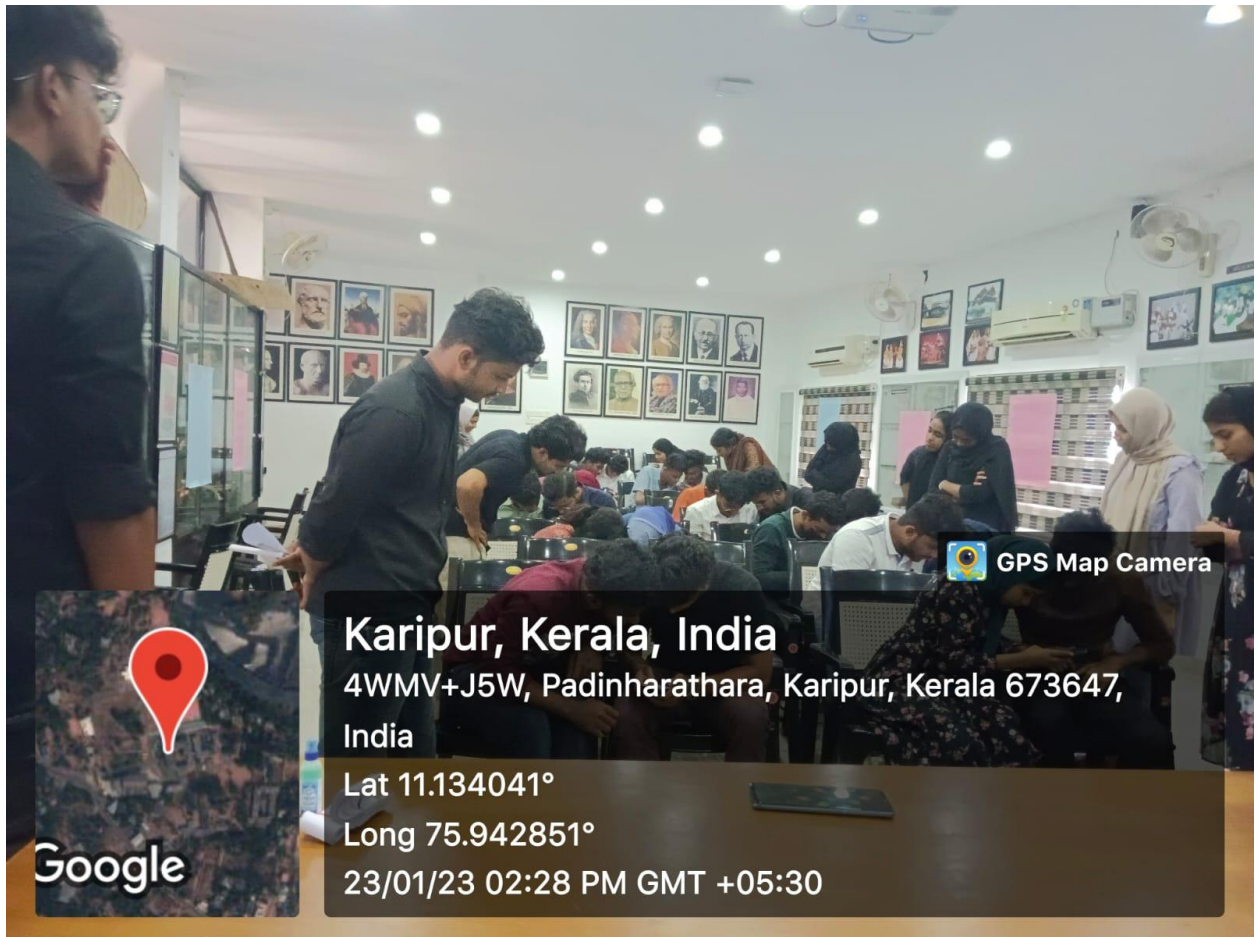 GPS Map Camera
Karipur, Kerala, India
4WMV+J5W, Padinharathara, Karipur, Kerala 673647,
India
Lat 11.134041°
Long 75.942851°
23/01/23 02:28 PM GMT +05:30
Google